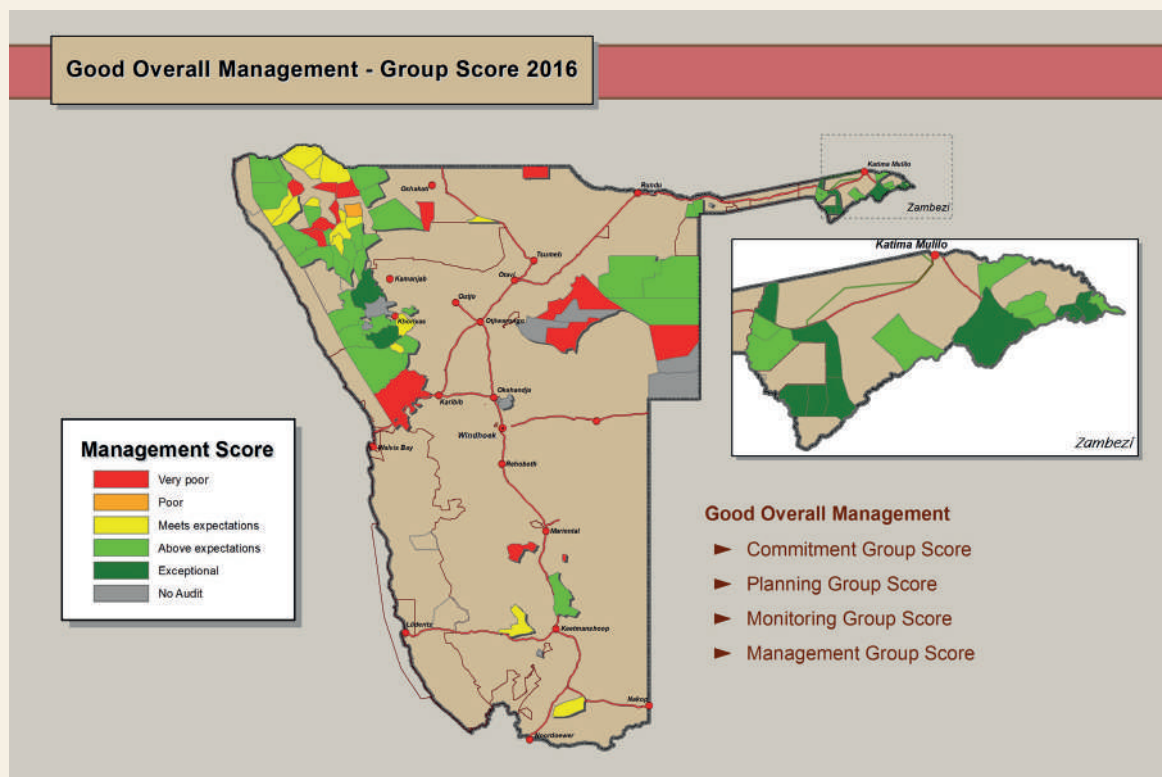 Good Overall Management - Group Score 2016
Katima Mulilo
Oshakati
Rundu
Zambezi
Katima Mulilo
Tsumeb
Otavi
Kamanjab
Outjo
Khorixas
Otjiwarongo
Okahandja
Karibib
Windhoek
Walvis Bay
Rehoboth
Zambezi
Management Score
Very poor
Poor
Meets expectations
Above expectations
Exceptional
No Audit
Mariental
Good Overall Management
► Commitment Group Score
► Planning Group Score
► Monitoring Group Score
► Management Group Score
Lüderitz
Keetmanshoop
Nakop
Noordoewer